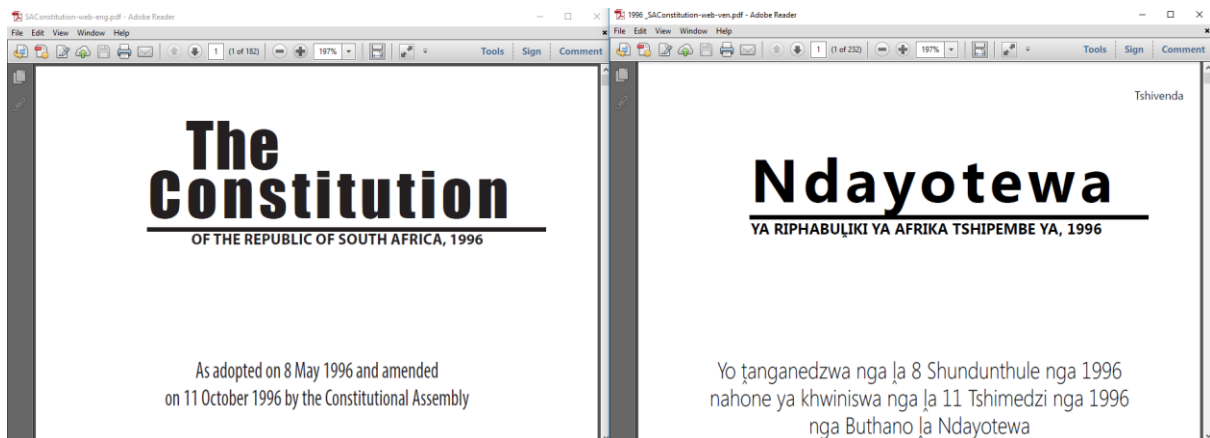 SAConstitution-web-eng.pdf - Adobe Reader
File Edit View Window Help
1 (1 of 182) 197% Tools Sign Comment
The
Constitution
OF THE REPUBLIC OF SOUTH AFRICA, 1996
As adopted on 8 May 1996 and amended
on 11 October 1996 by the Constitutional Assembly
1996 _SAConstitution-web-ven.pdf - Adobe Reader
File Edit View Window Help
1 (1 of 232) 197% Tools Sign Comment
Tshivenda
Ndayotewa
YA RIPHABUḼIKI YA AFRIKA TSHIPEMBE YA, 1996
Yo ṱanganedzwa nga ḽa 8 Shundunthule nga 1996
nahone ya khwiniswa nga ḽa 11 Tshimedzi nga 1996
nga Buthano ḽa Ndayotewa